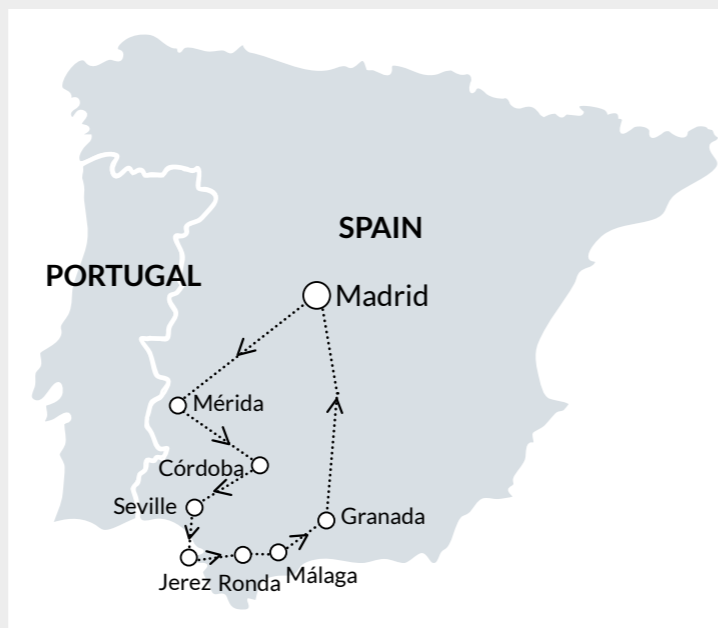 SPAIN
PORTUGAL
Madrid
Mérida
Córdoba
Seville
Granada
Jerez
Ronda
Málaga